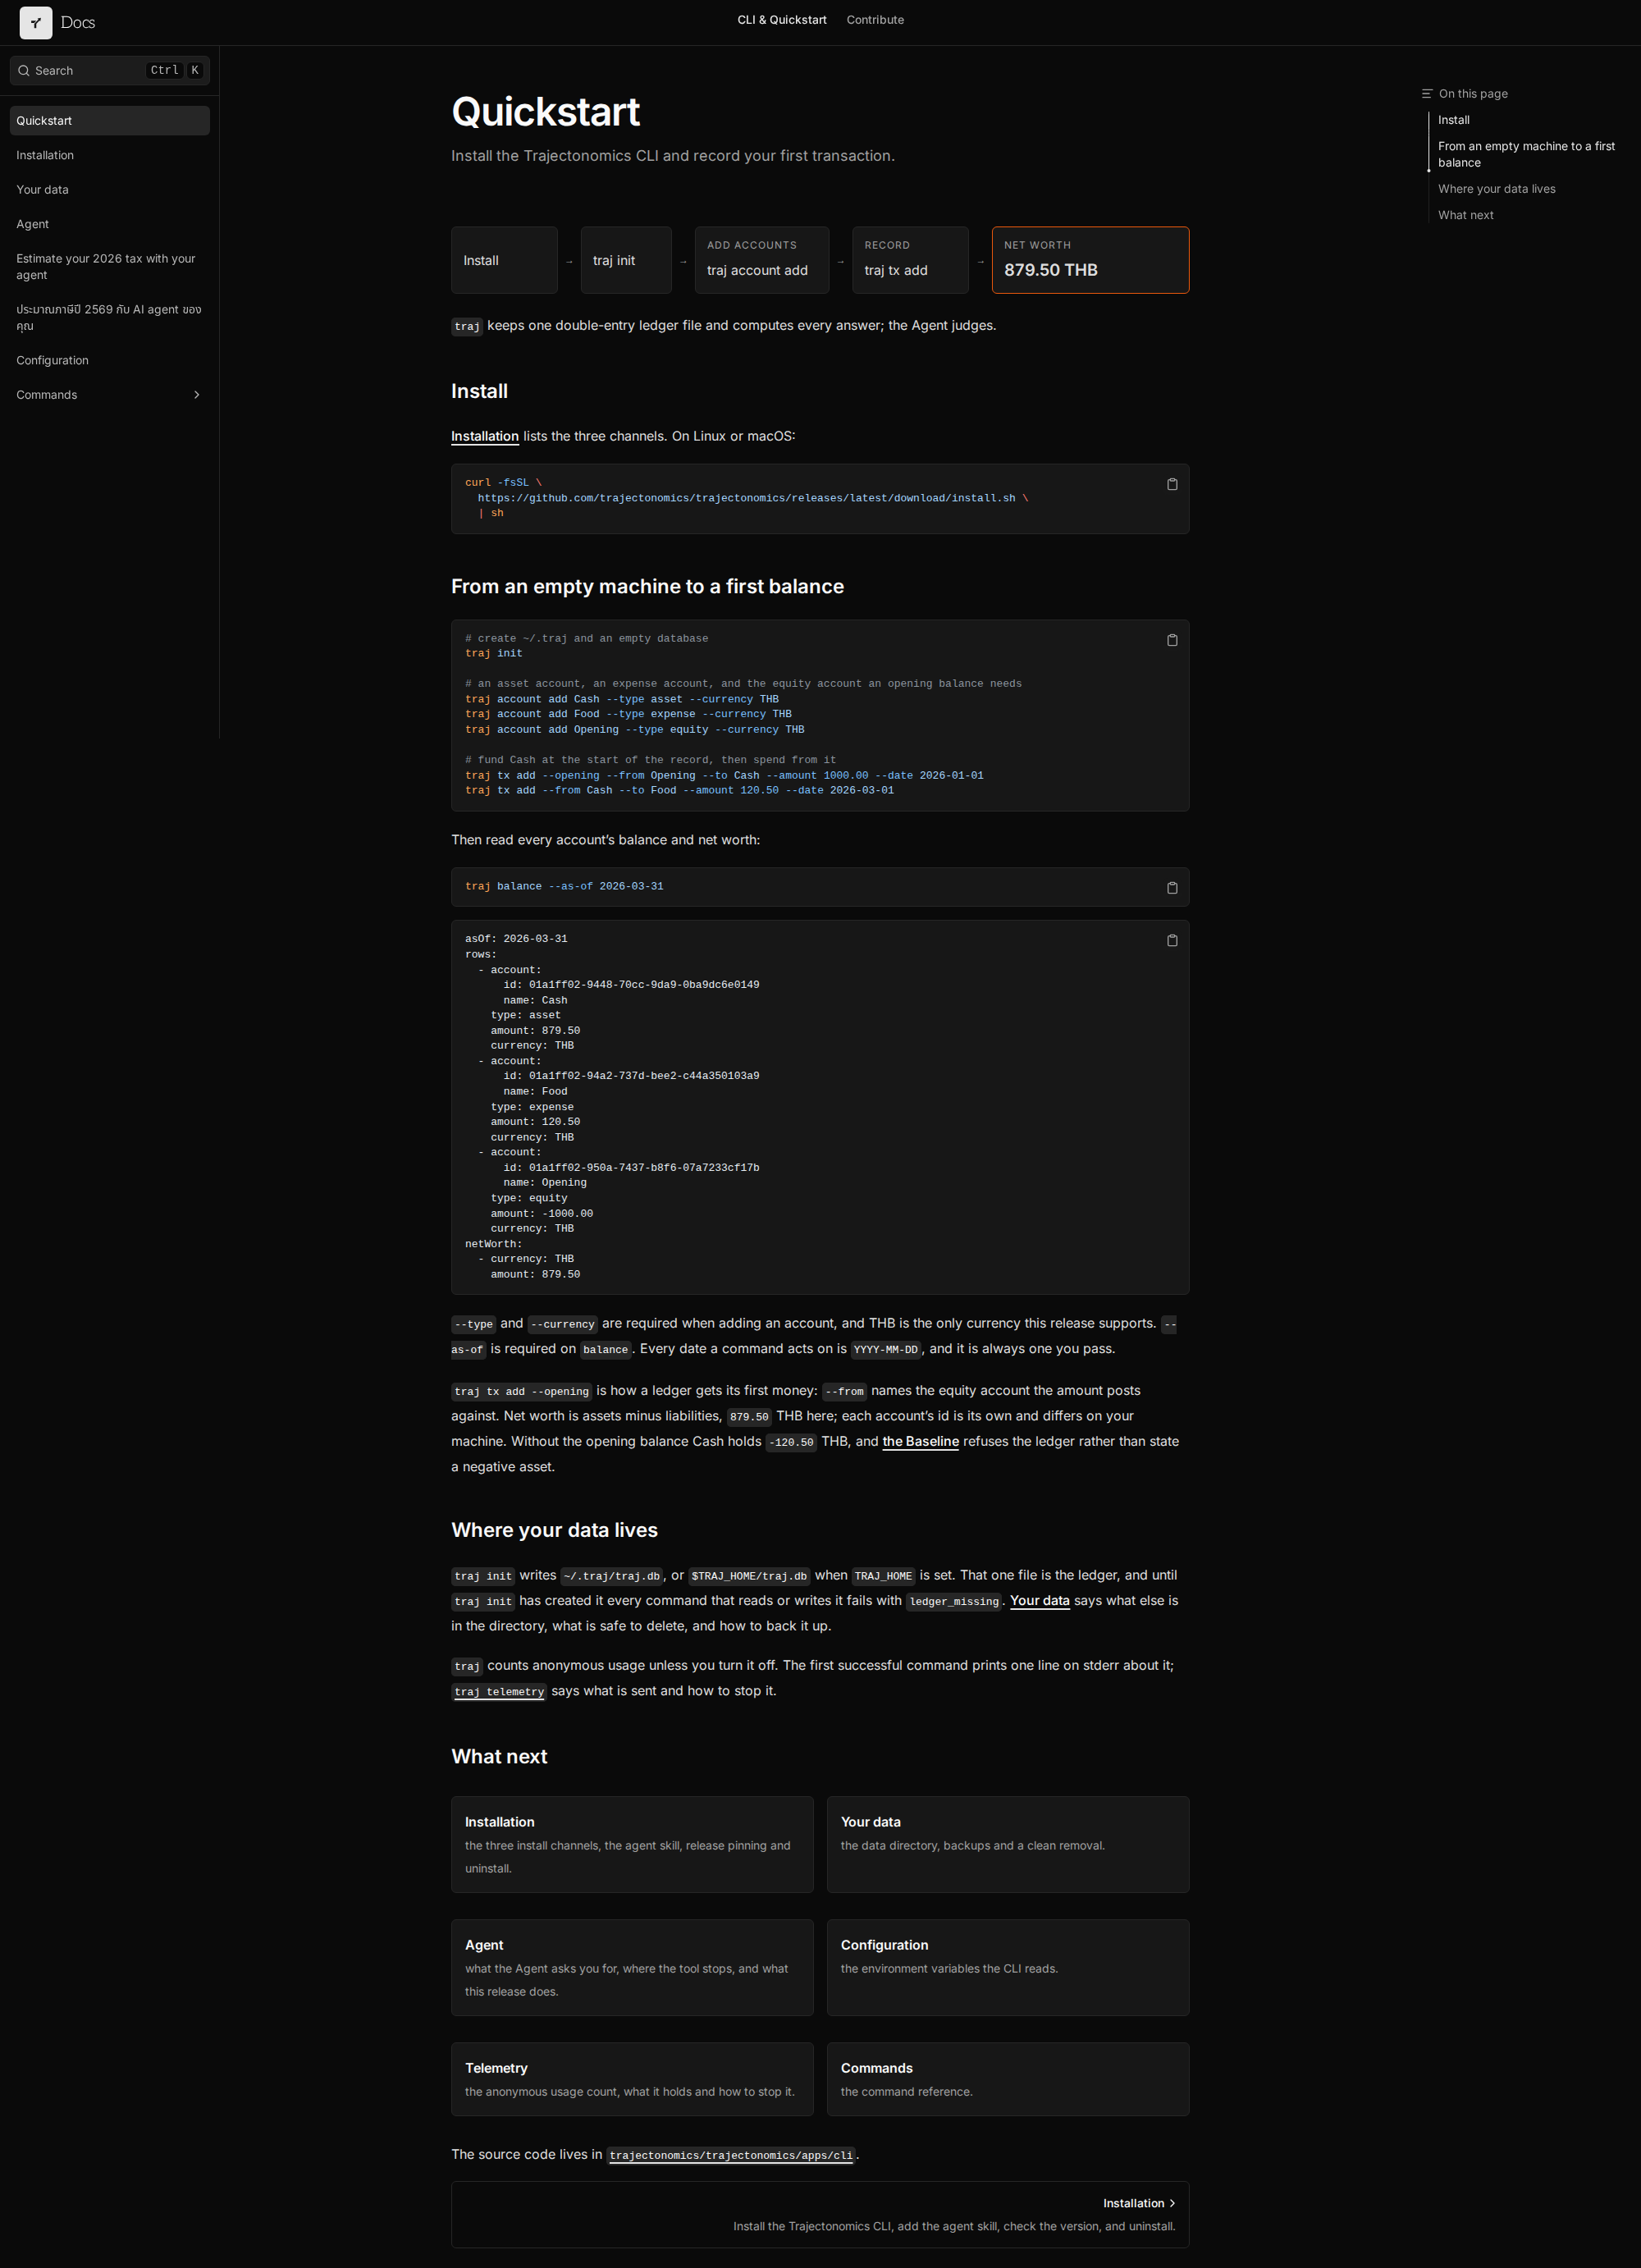 Docs
CLI & Quickstart
Contribute
Search
Ctrl K
Quickstart
Installation
Your data
Agent
Estimate your 2026 tax with your
agent
ประมาณภาษีปี 2569 กับ AI agent ของ
คุณ
Configuration
Commands
Quickstart
Install the Trajectonomics CLI and record your first transaction.
Install
→
traj init
→
ADD ACCOUNTS
traj account add
→
RECORD
traj tx add
→
NET WORTH
879.50 THB
traj keeps one double-entry ledger file and computes every answer; the Agent judges.
Install
Installation lists the three channels. On Linux or macOS:
curl -fsSL \
https://github.com/trajectonomics/trajectonomics/releases/latest/download/install.sh \
| sh
From an empty machine to a first balance
# create ~/.traj and an empty database
traj init
# an asset account, an expense account, and the equity account an opening balance needs
traj account add Cash --type asset --currency THB
traj account add Food --type expense --currency THB
traj account add Opening --type equity --currency THB
# fund Cash at the start of the record, then spend from it
traj tx add --opening --from Opening --to Cash --amount 1000.00 --date 2026-01-01
traj tx add --from Cash --to Food --amount 120.50 --date 2026-03-01
Then read every account’s balance and net worth:
traj balance --as-of 2026-03-31
asOf: 2026-03-31
rows:
- account:
id: 01a1ff02-9448-70cc-9da9-0ba9dc6e0149
name: Cash
type: asset
amount: 879.50
currency: THB
- account:
id: 01a1ff02-94a2-737d-bee2-c44a350103a9
name: Food
type: expense
amount: 120.50
currency: THB
- account:
id: 01a1ff02-950a-7437-b8f6-07a7233cf17b
name: Opening
type: equity
amount: -1000.00
currency: THB
netWorth:
- currency: THB
amount: 879.50
--type and --currency are required when adding an account, and THB is the only currency this release supports. --
as-of is required on balance. Every date a command acts on is YYYY-MM-DD, and it is always one you pass.
traj tx add --opening is how a ledger gets its first money: --from names the equity account the amount posts
against. Net worth is assets minus liabilities, 879.50 THB here; each account’s id is its own and differs on your
machine. Without the opening balance Cash holds -120.50 THB, and the Baseline refuses the ledger rather than state
a negative asset.
Where your data lives
traj init writes ~/.traj/traj.db, or $TRAJ_HOME/traj.db when TRAJ_HOME is set. That one file is the ledger, and until
traj init has created it every command that reads or writes it fails with ledger_missing. Your data says what else is
in the directory, what is safe to delete, and how to back it up.
traj counts anonymous usage unless you turn it off. The first successful command prints one line on stderr about it;
traj telemetry says what is sent and how to stop it.
What next
Installation
the three install channels, the agent skill, release pinning and
uninstall.
Your data
the data directory, backups and a clean removal.
Agent
what the Agent asks you for, where the tool stops, and what
this release does.
Configuration
the environment variables the CLI reads.
Telemetry
the anonymous usage count, what it holds and how to stop it.
Commands
the command reference.
The source code lives in trajectonomics/trajectonomics/apps/cli.
Installation
Install the Trajectonomics CLI, add the agent skill, check the version, and uninstall.
On this page
Install
From an empty machine to a first
balance
Where your data lives
What next